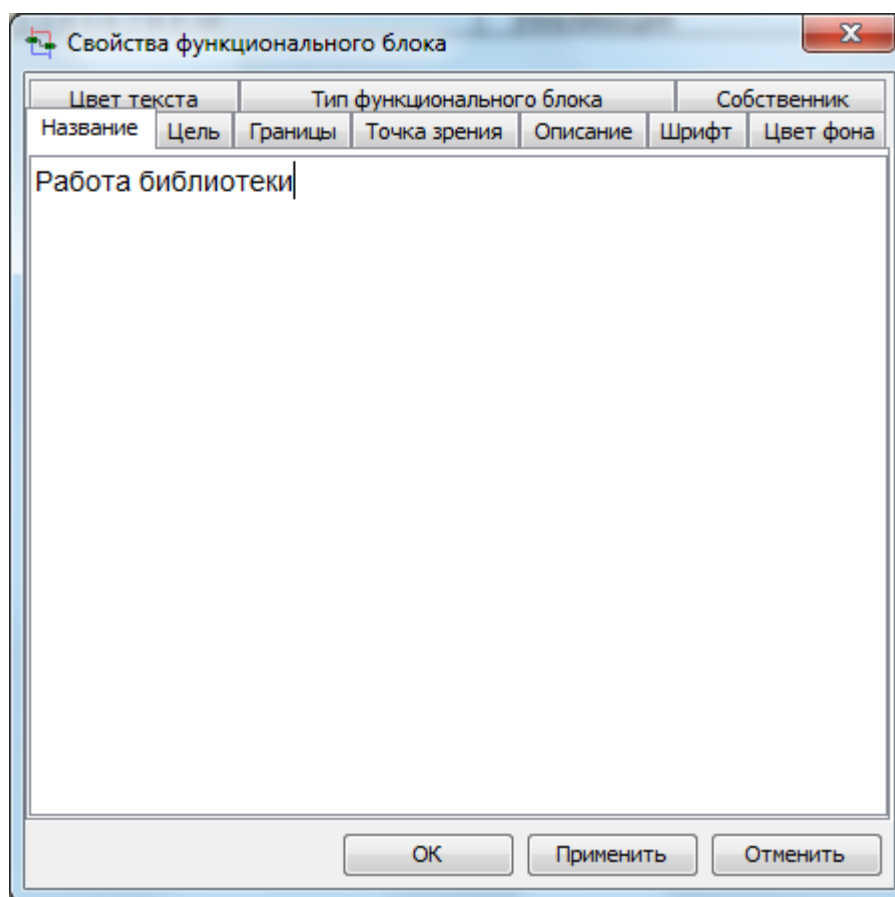 Свойства функционального блока
Цвет текста Тип функционального блока Собственник
Название Цель Границы Точка зрения Описание Шрифт Цвет фона
Работа библиотеки
ОК Применить Отменить